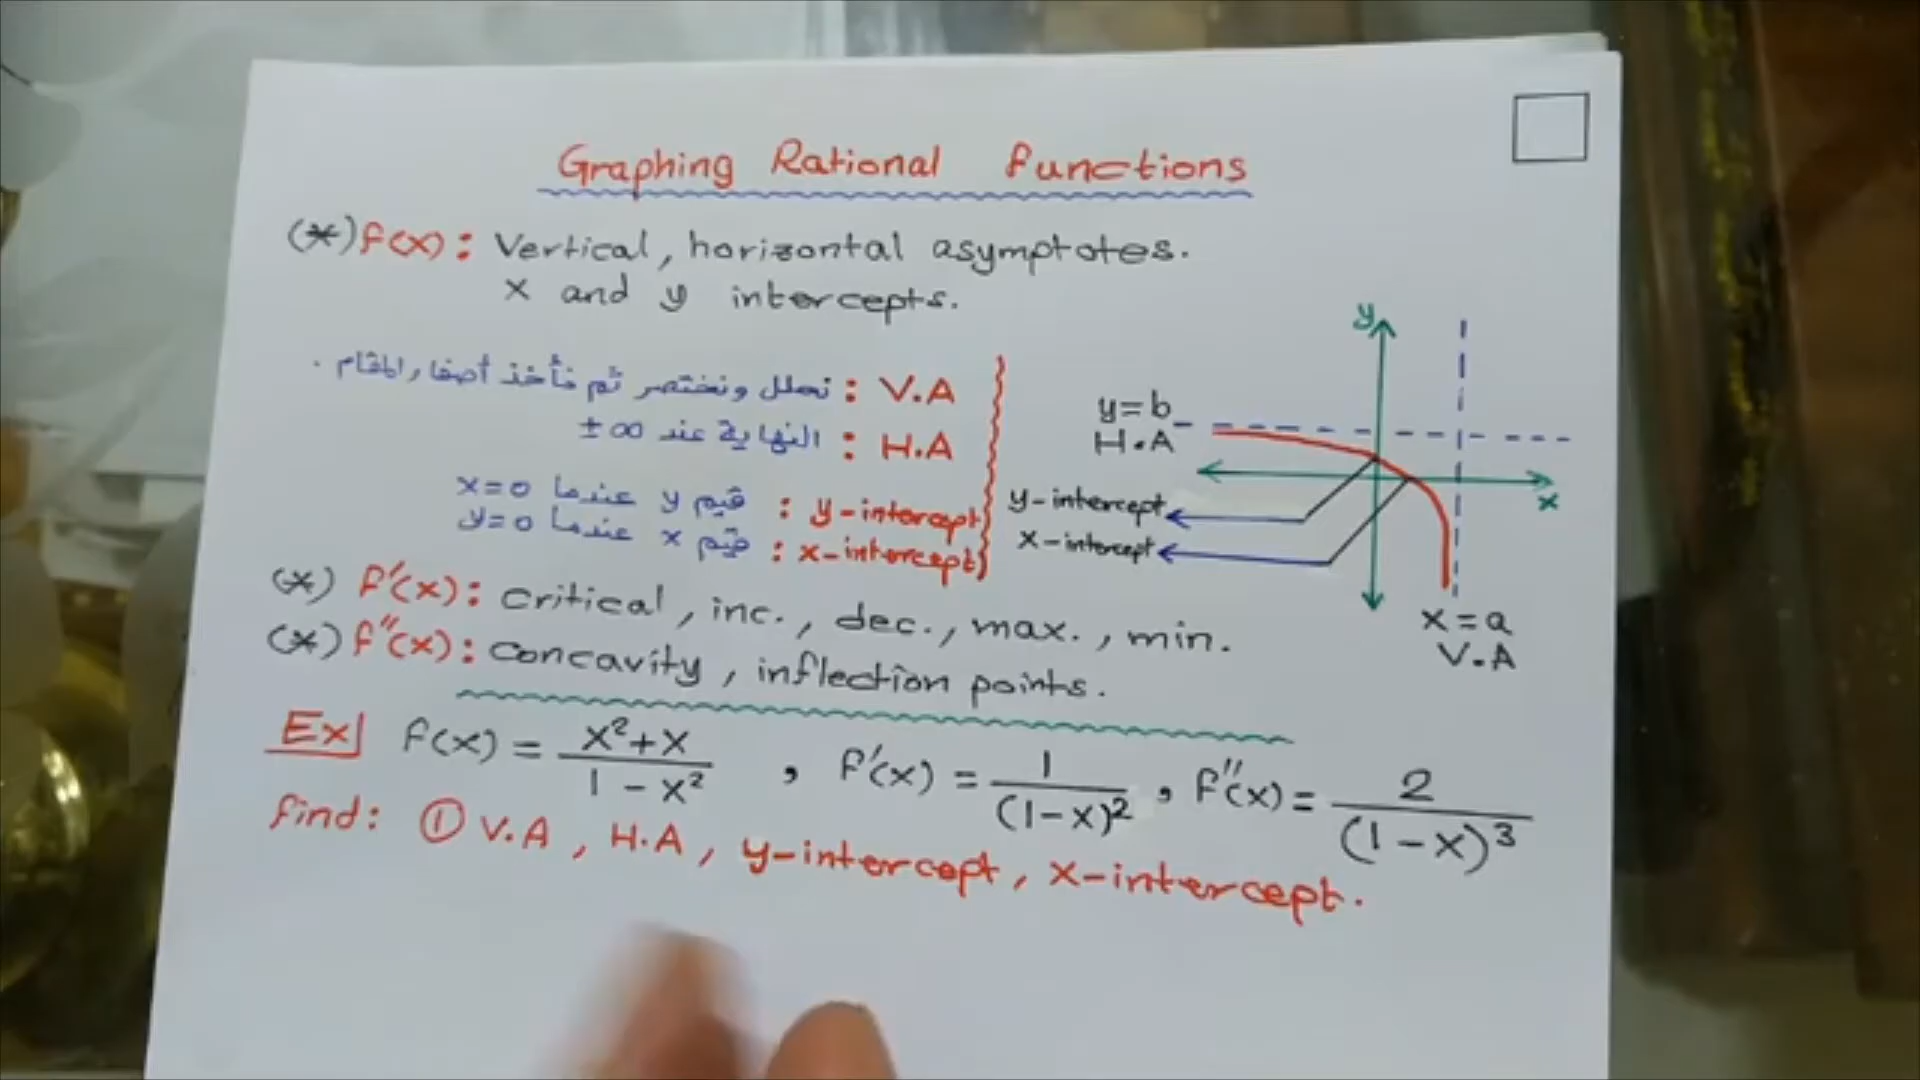 Graphing Rational functions
(*) f(x): Vertical, horizontal asymptotes.
x and y intercepts.
V.A : نحلل ونختصر ثم نأخذ أصفار المقام .
H.A : النهاية عند ±∞
y-intercept : قيم y عندما x=0
x-intercept : قيم x عندما y=0
y
y=b
H.A
x
y-intercept
x-intercept
x=a
V.A
(*) f'(x): critical, inc., dec., max., min.
(*) f''(x): concavity, inflection points.
Ex f(x) = (x²+x)/(1-x²) , f'(x) = 1/(1-x)² , f''(x) = 2/(1-x)³
find: ① V.A, H.A, y-intercept, x-intercept.